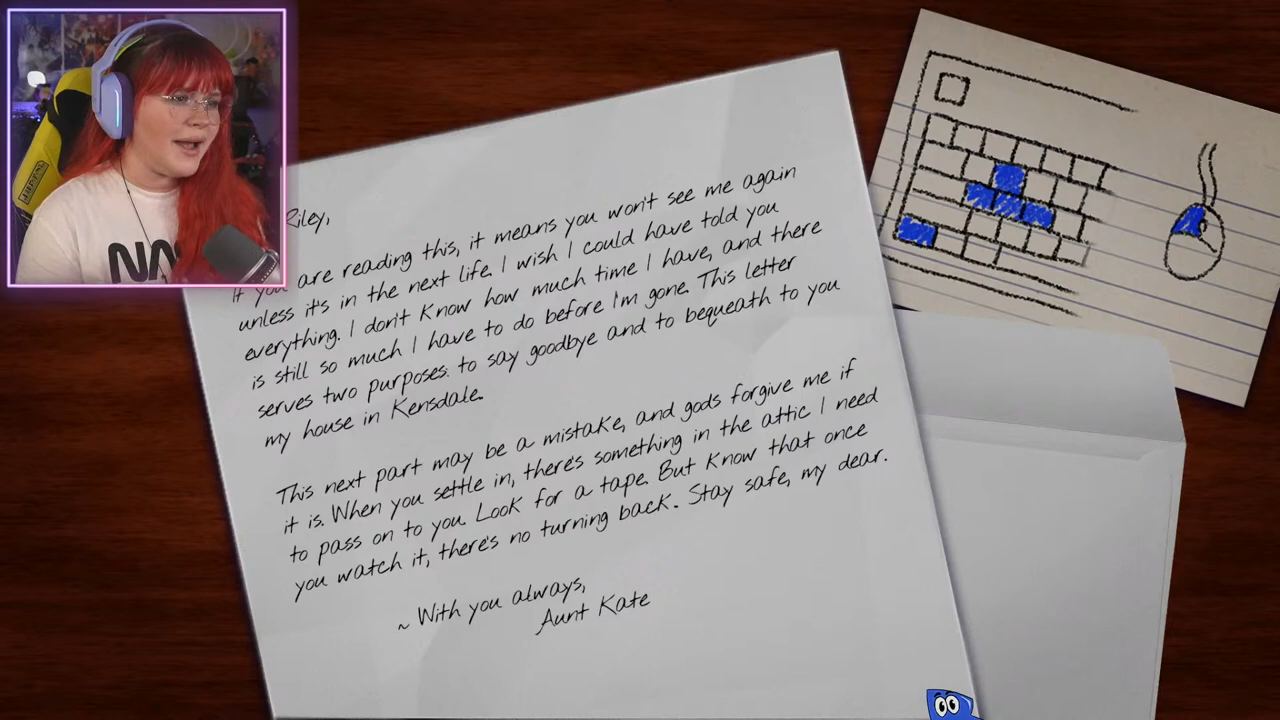 Riley,
If you are reading this, it means you won't see me again
unless it's in the next life. I wish I could have told you
everything. I don't know how much time I have, and there
is still so much I have to do before I'm gone. This letter
serves two purposes: to say goodbye and to bequeath to you
my house in Kensdale.
This next part may be a mistake, and gods forgive me if
it is. When you settle in, there's something in the attic I need
to pass on to you. Look for a tape. But know that once
you watch it, there's no turning back. Stay safe, my dear.
~ With you always,
Aunt Kate